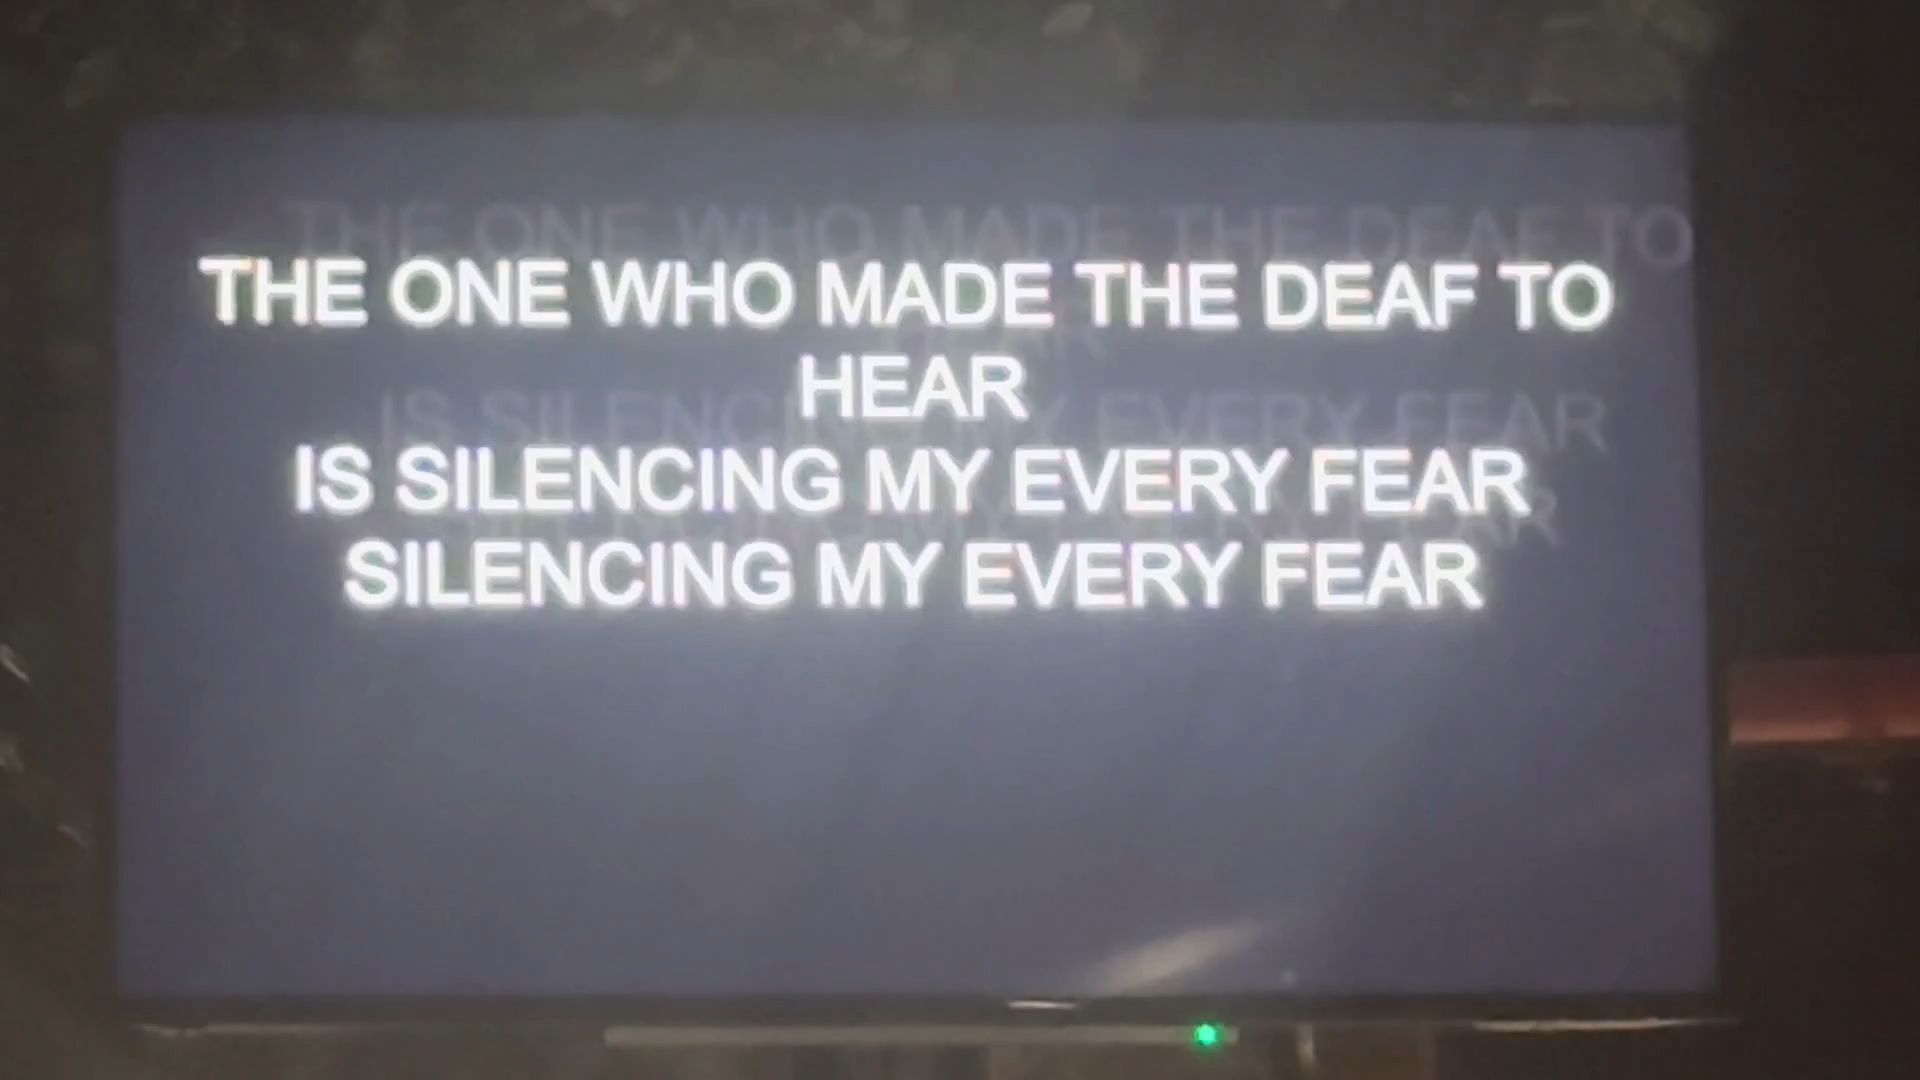 THE ONE WHO MADE THE DEAF TO
HEAR
IS SILENCING MY EVERY FEAR
SILENCING MY EVERY FEAR